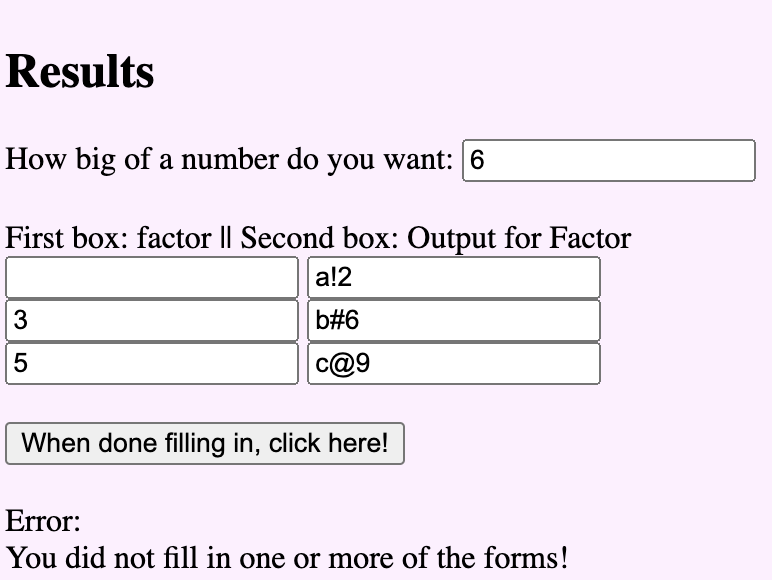 Results
How big of a number do you want: 6
First box: factor || Second box: Output for Factor
a!2
3 b#6
5 c@9
When done filling in, click here!
Error:
You did not fill in one or more of the forms!